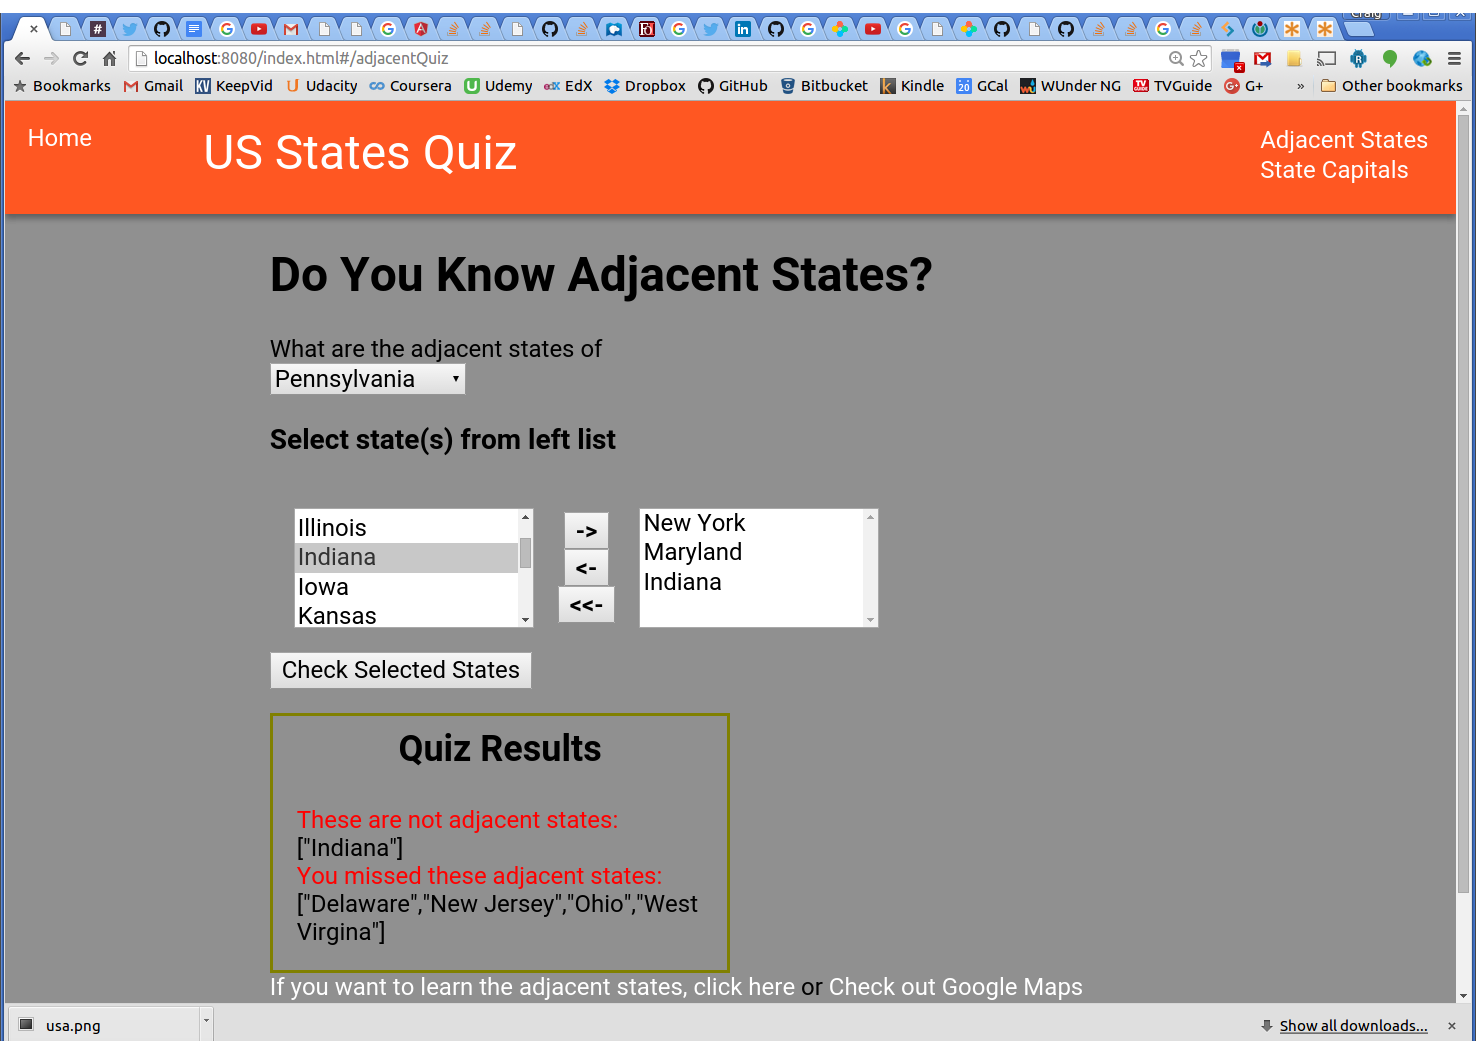 Craig
localhost:8080/index.html#/adjacentQuiz
Bookmarks Gmail KV KeepVid Udacity Coursera Udemy edX EdX Dropbox GitHub Bitbucket Kindle 20 GCal WUnder NG TVGuide G+ » Other bookmarks
Home
US States Quiz
Adjacent States
State Capitals
Do You Know Adjacent States?
What are the adjacent states of
Pennsylvania
Select state(s) from left list
Illinois
Indiana
Iowa
Kansas
->
<-
<<-
New York
Maryland
Indiana
Check Selected States
Quiz Results
These are not adjacent states:
["Indiana"]
You missed these adjacent states:
["Delaware","New Jersey","Ohio","West
Virgina"]
If you want to learn the adjacent states, click here or Check out Google Maps
usa.png
Show all downloads...